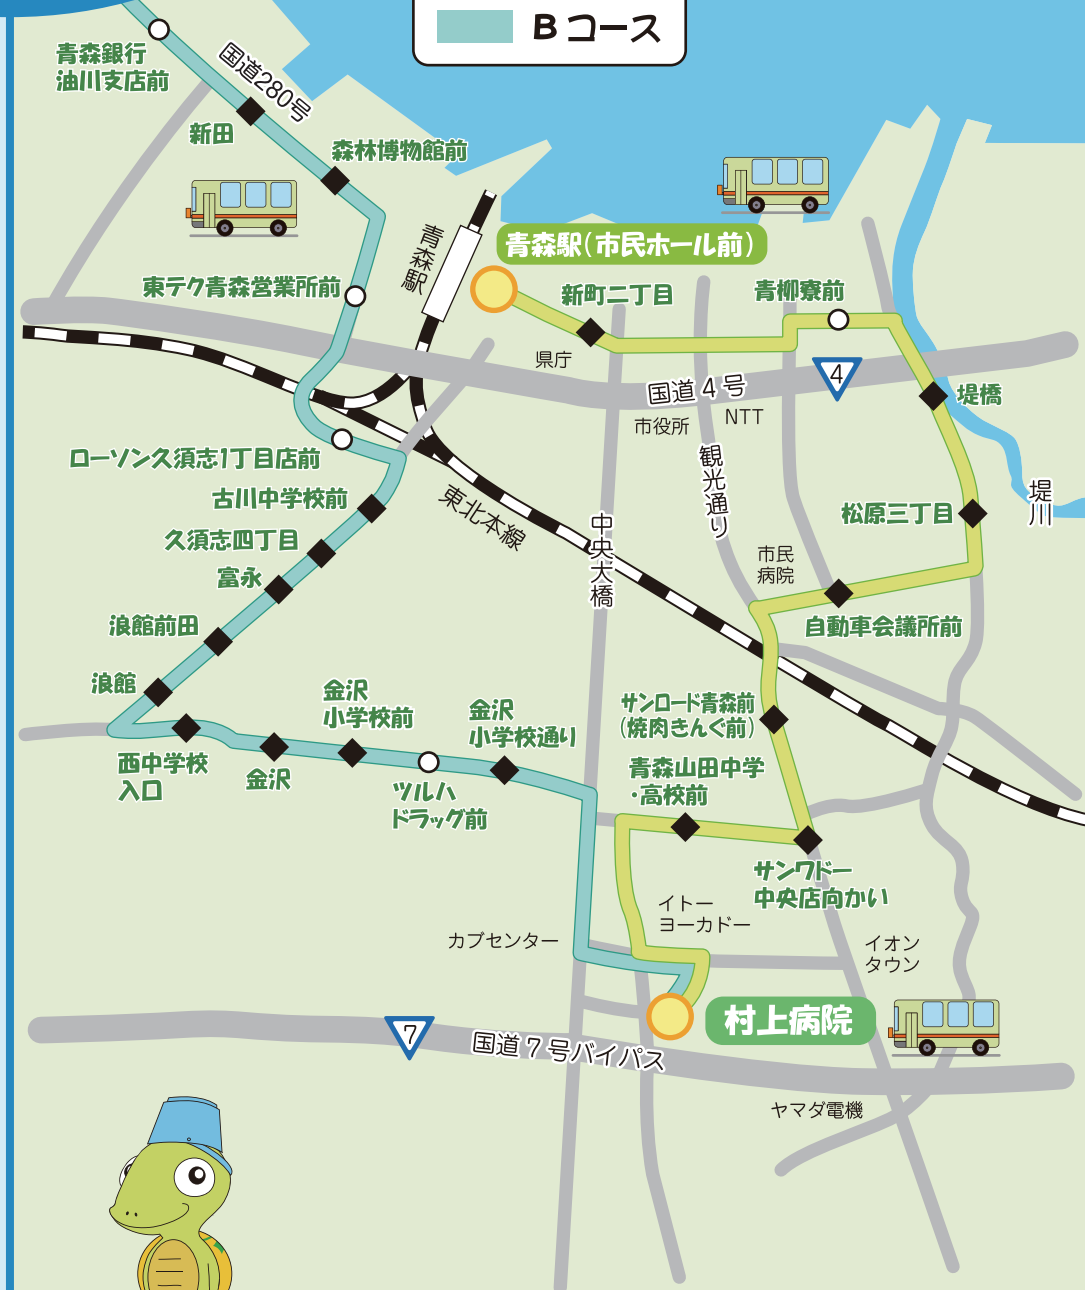 Bコース
青森銀行
油川支店前
国道280号
新田
森林博物館前
青森駅
青森駅(市民ホール前)
東テク青森営業所前
新町二丁目
青柳寮前
県庁
国道4号
4
市役所
NTT
堤橋
観光通り
ローソン久須志1丁目店前
古川中学校前
東北本線
中央大橋
松原三丁目
堤川
久須志四丁目
富永
市民
病院
浪館前田
自動車会議所前
浪館
金沢
小学校前
金沢
小学校通り
サンロード青森前
(焼肉きんぐ前)
西中学校
入口
金沢
ツルハ
ドラッグ前
青森山田中学
・高校前
サンワドー
中央店向かい
イトー
ヨーカドー
カブセンター
イオン
タウン
村上病院
7
国道7号バイパス
ヤマダ電機